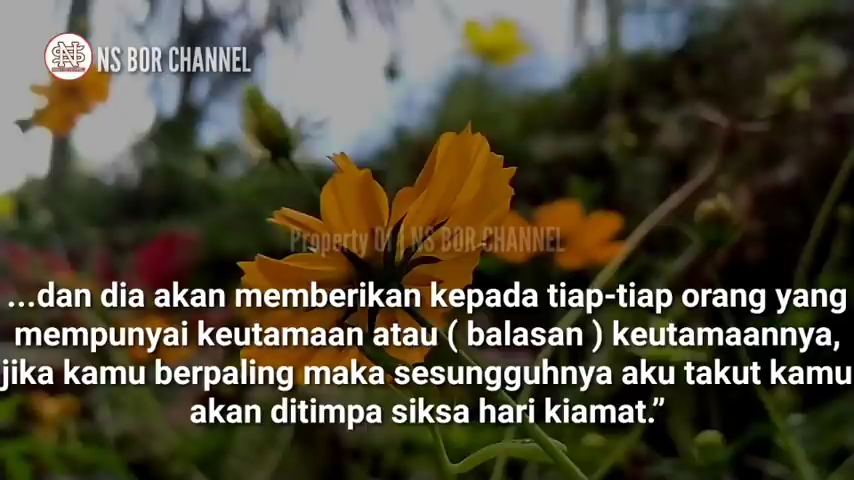 NS BOR CHANNEL
Property Of | NS BOR CHANNEL
...dan dia akan memberikan kepada tiap-tiap orang yang
mempunyai keutamaan atau ( balasan ) keutamaannya,
jika kamu berpaling maka sesungguhnya aku takut kamu
akan ditimpa siksa hari kiamat.”